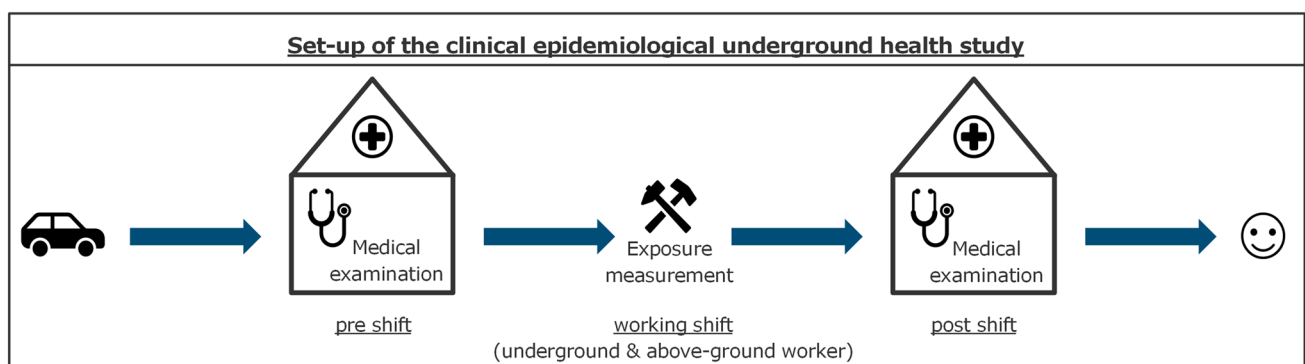 Set-up of the clinical epidemiological underground health study
Medical
examination
pre shift
Exposure
measurement
working shift
(underground & above-ground worker)
Medical
examination
post shift